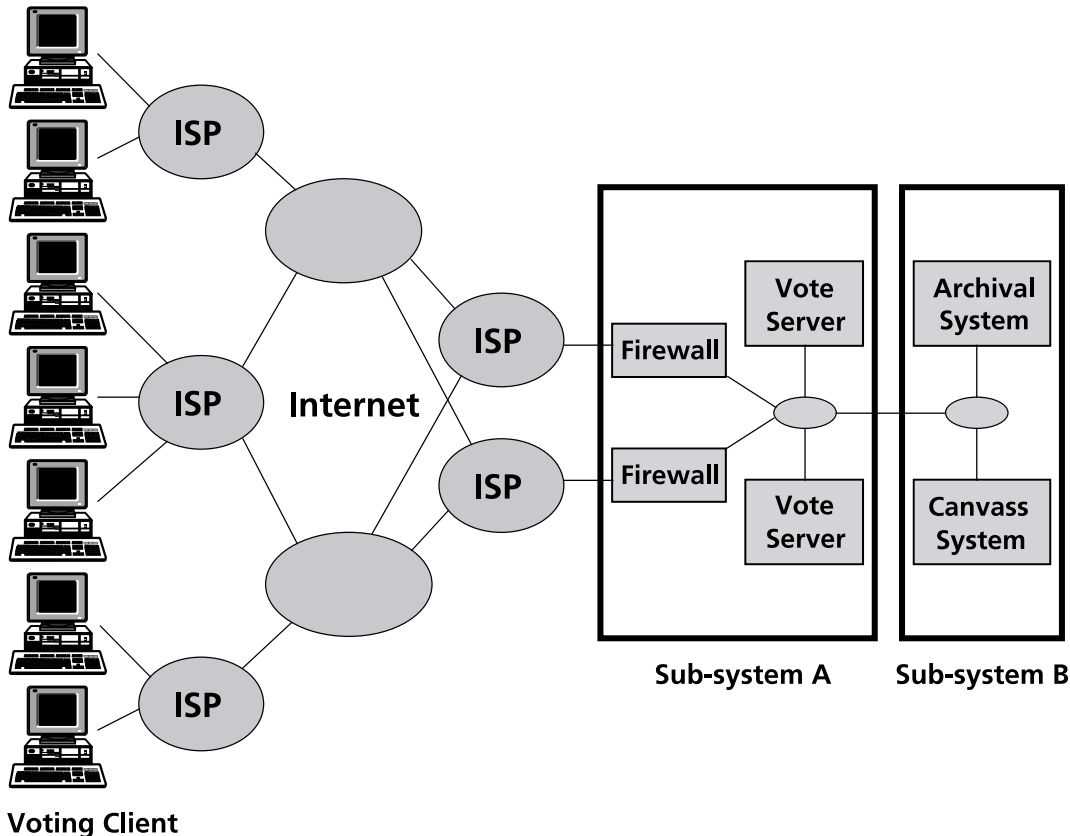 ISP
ISP
ISP
Internet
ISP
ISP
Firewall
Firewall
Vote
Server
Vote
Server
Archival
System
Canvass
System
Sub-system A
Sub-system B
Voting Client